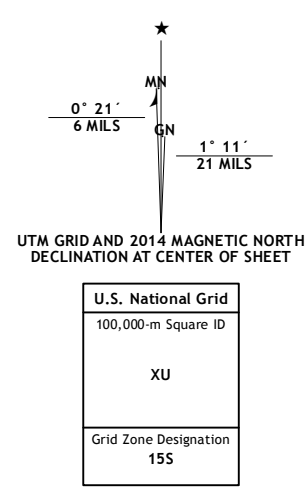 ★
MN
0° 21´
6 MILS
GN
1° 11´
21 MILS
UTM GRID AND 2014 MAGNETIC NORTH
DECLINATION AT CENTER OF SHEET
U.S. National Grid
100,000-m Square ID
XU
Grid Zone Designation
15S